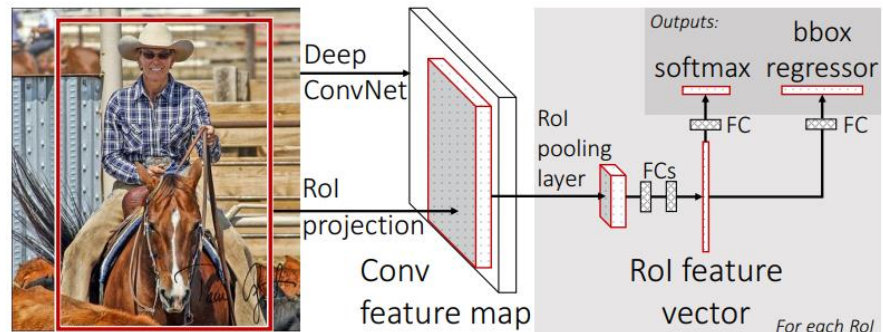 Deep
ConvNet
RoI
projection
Conv
feature map
RoI
pooling
layer
FCs
RoI feature
vector
Outputs:
softmax
bbox
regressor
FC
FC
For each RoI